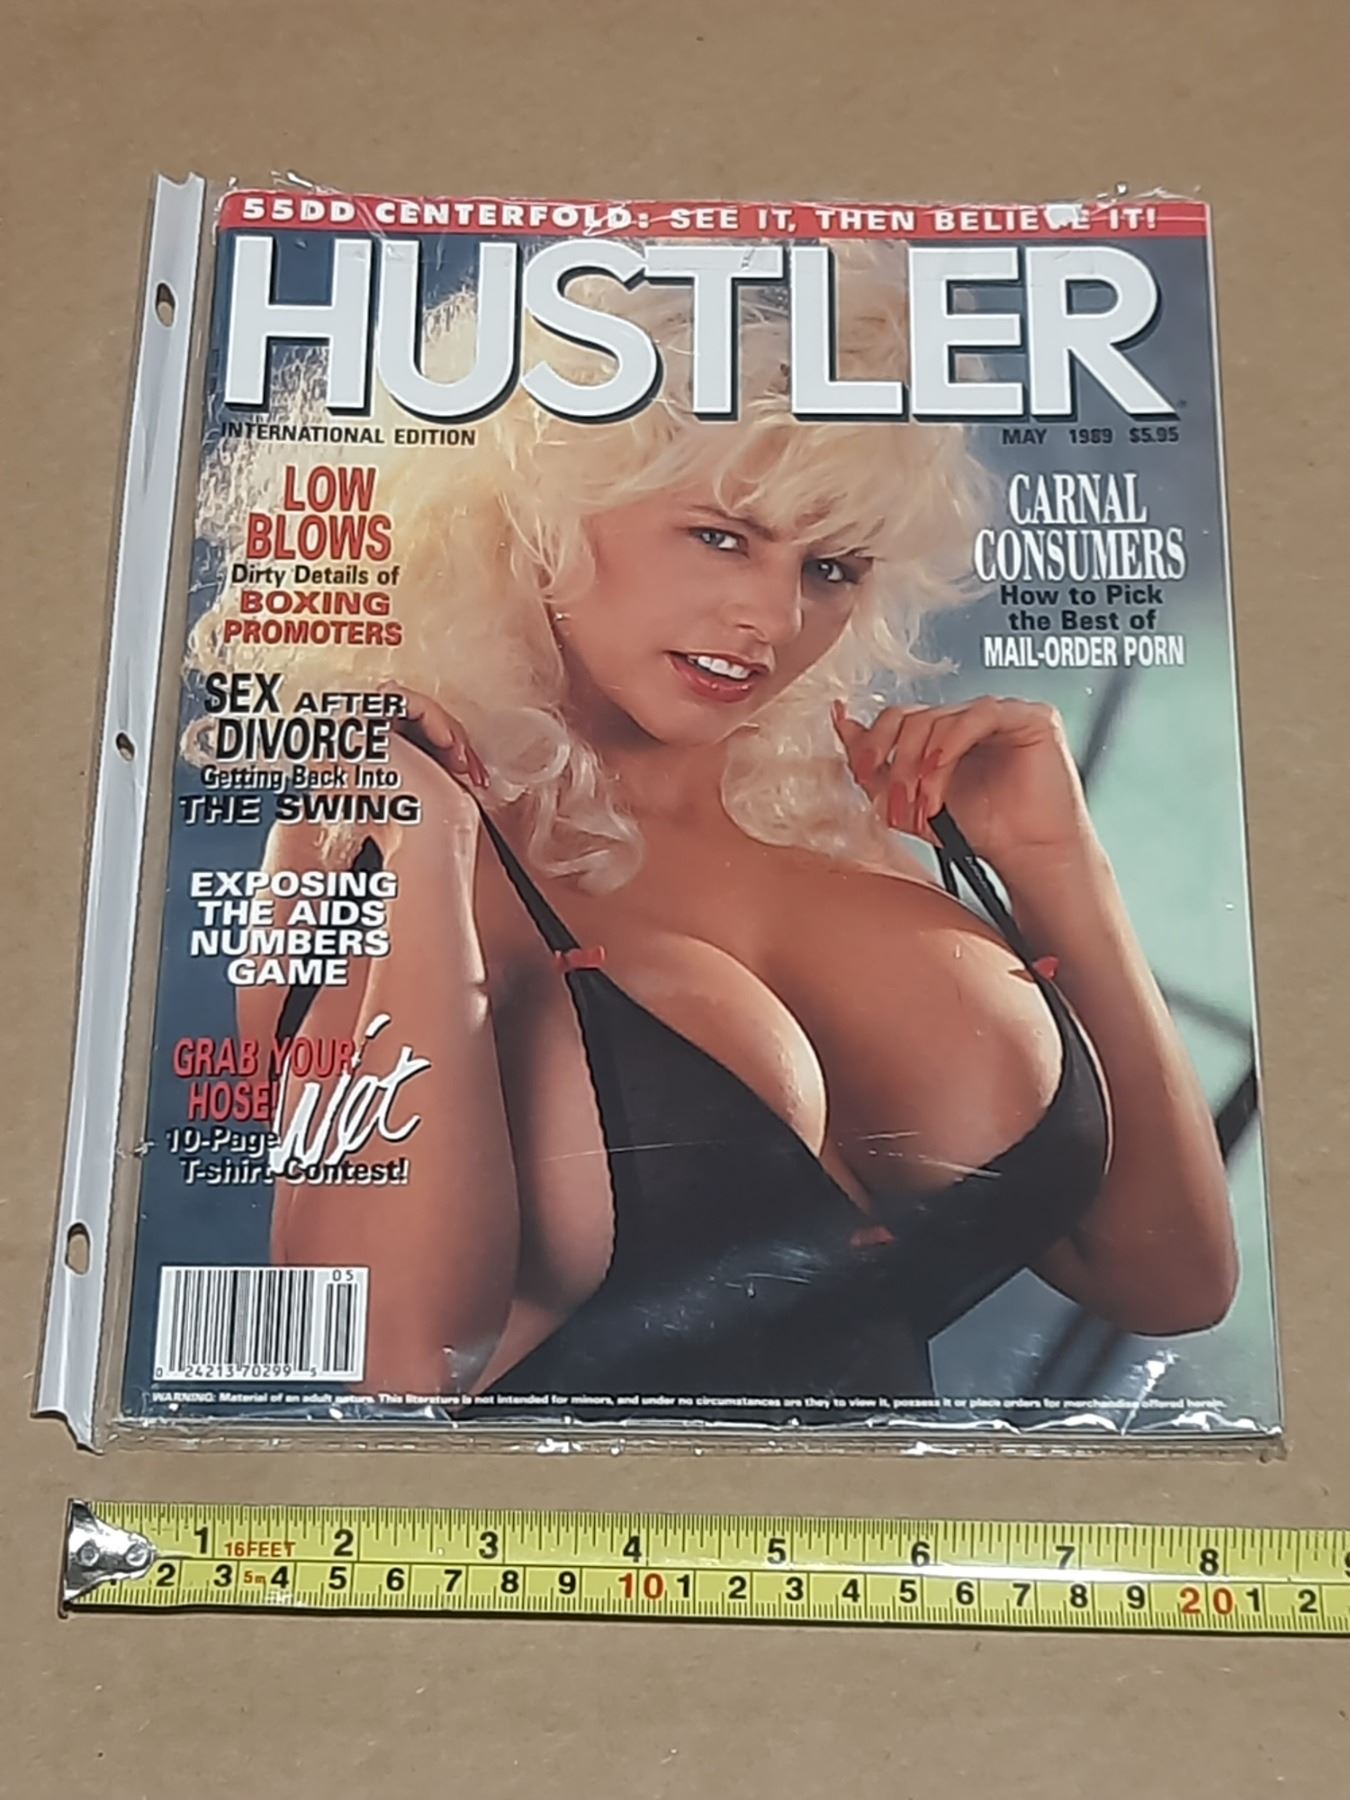 55DD CENTERFOLD: SEE IT, THEN BELIEVE IT!
HUSTLER
INTERNATIONAL EDITION
MAY 1989 $5.95
LOW
BLOWS
Dirty Details of
BOXING
PROMOTERS
SEX AFTER
DIVORCE
Getting Back Into
THE SWING
EXPOSING
THE AIDS
NUMBERS
GAME
GRAB YOUR
HOSE!
Wet
10-Page
T-shirt Contest!
CARNAL
CONSUMERS
How to Pick
the Best of
MAIL-ORDER PORN
05
0 24213 70299 5
WARNING: Material of an adult nature. This literature is not intended for minors, and under no circumstances are they to view it, possess it or place orders for merchandise offered herein.
1 16 FEET 2 3 4 5 6 7 8 9
1 2 3 5m 4 5 6 7 8 9 10 1 2 3 4 5 6 7 8 9 20 1 2